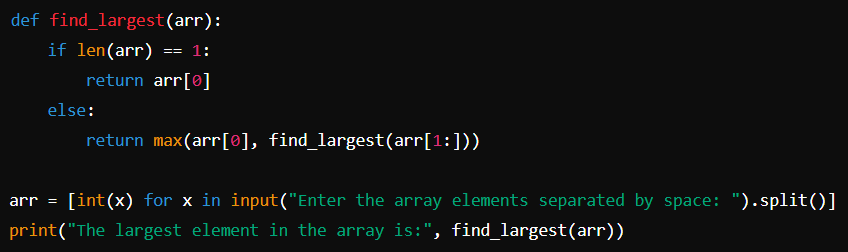 def find_largest(arr):
    if len(arr) == 1:
        return arr[0]
    else:
        return max(arr[0], find_largest(arr[1:]))

arr = [int(x) for x in input("Enter the array elements separated by space: ").split()]
print("The largest element in the array is:", find_largest(arr))